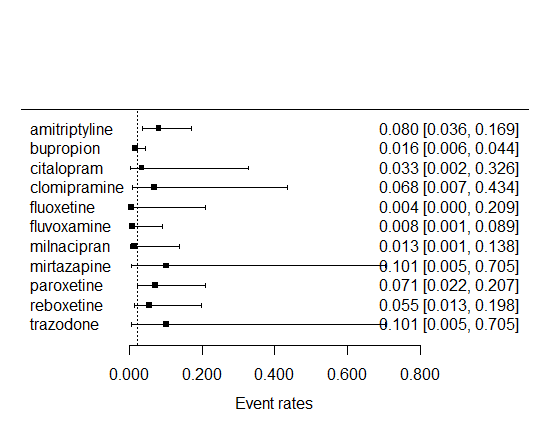 amitriptyline 0.080 [0.036, 0.169]
bupropion 0.016 [0.006, 0.044]
citalopram 0.033 [0.002, 0.326]
clomipramine 0.068 [0.007, 0.434]
fluoxetine 0.004 [0.000, 0.209]
fluvoxamine 0.008 [0.001, 0.089]
milnacipran 0.013 [0.001, 0.138]
mirtazapine 0.101 [0.005, 0.705]
paroxetine 0.071 [0.022, 0.207]
reboxetine 0.055 [0.013, 0.198]
trazodone 0.101 [0.005, 0.705]
0.000 0.200 0.400 0.600 0.800
Event rates